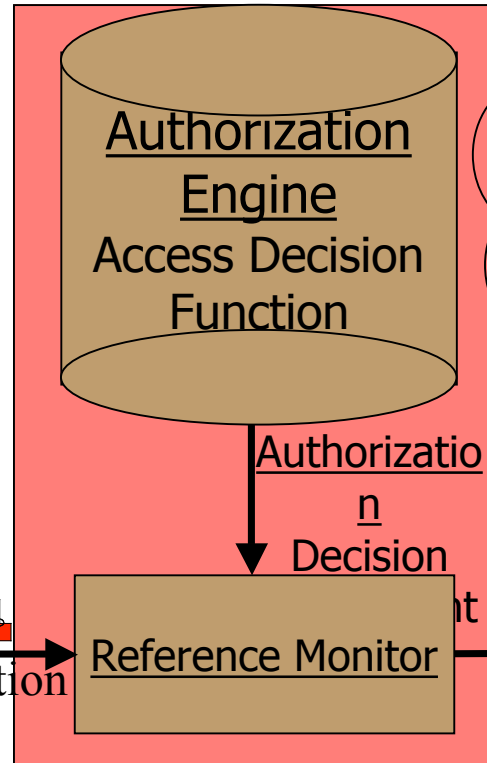 Authorization
Engine
Access Decision
Function
Authorizatio
n
Decision
Reference Monitor